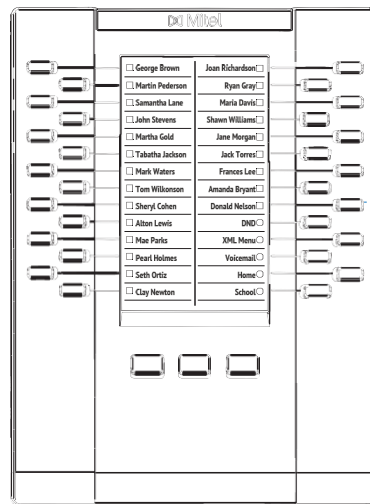 Mitel
George Brown
Martin Pederson
Samantha Lane
John Stevens
Martha Gold
Tabatha Jackson
Mark Waters
Tom Wilkonson
Sheryl Cohen
Alton Lewis
Mae Parks
Pearl Holmes
Seth Ortiz
Clay Newton
Joan Richardson
Ryan Gray
Maria Davis
Shawn Williams
Jane Morgan
Jack Torres
Frances Lee
Amanda Bryant
Donald Nelson
DND
XML Menu
Voicemail
Home
School